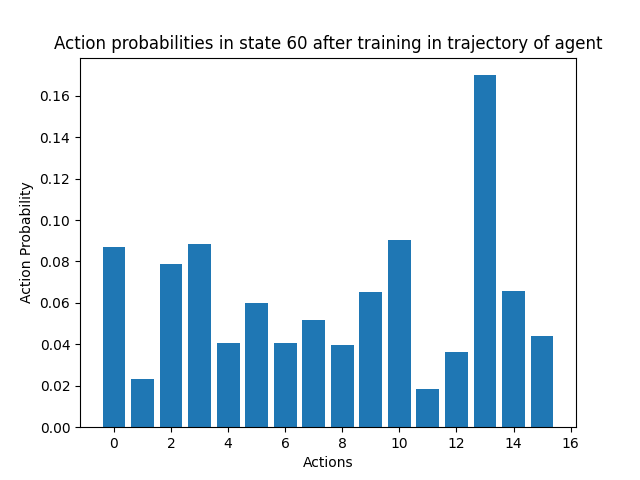 Action probabilities in state 60 after training in trajectory of agent
0.16
0.14
0.12
0.10
0.08
0.06
0.04
0.02
0.00
Action Probability
0 2 4 6 8 10 12 14 16
Actions